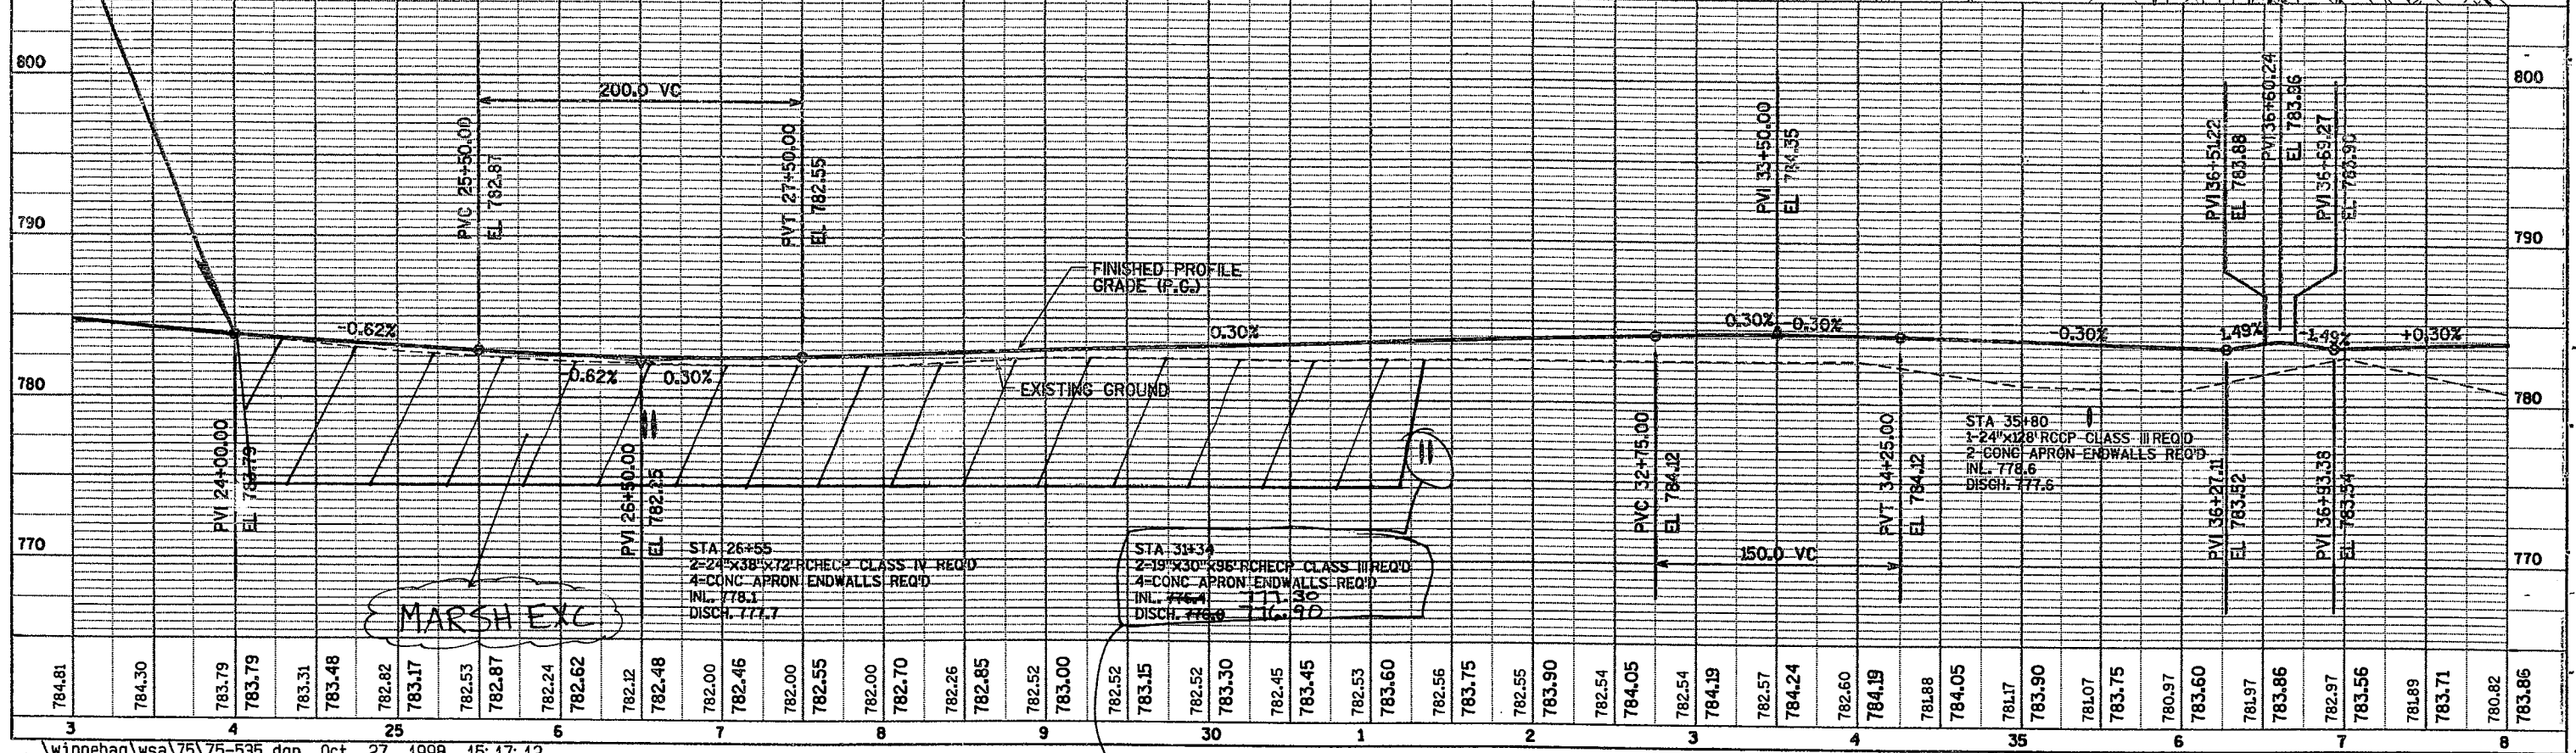 800
800
790
790
780
780
770
770
200.0 VC
PVC 25+50.00
EL 782.87
PVT 27+50.00
EL 782.55
PVI 33+50.00
EL 784.35
PVI 36+51.22
EL 783.88
PVI 36+60.24
EL 783.96
PVI 36+69.27
FINISHED PROFILE
GRADE (P.G.)
-0.62%
0.30%
0.30%
-0.30%
-0.30%
1.49%
-1.49%
+0.30%
-0.62%
0.30%
EXISTING GROUND
PVI 24+00.00
EL 783.79
PVI 26+50.00
EL 782.25
PVC 32+75.00
EL 784.12
PVT 34+25.00
EL 784.12
150.0 VC
STA 35+80
1-24"x128' RCCP CLASS III REQ'D
2-CONC APRON ENDWALLS REQ'D
INL. 778.6
DISCH. 777.6
PVI 36+27.11
EL 783.52
PVI 36+93.38
EL 783.54
STA 26+55
2-24"x38"x72' RCHECP CLASS IV REQ'D
4-CONC APRON ENDWALLS REQ'D
INL. 778.1
DISCH. 777.7
STA 31+34
2-19"x30"x96' RCHECP CLASS III REQ'D
4-CONC APRON ENDWALLS REQ'D
INL. 777.30
DISCH. 776.90
MARSH EXC
784.81
784.30
783.79 783.79
783.31 783.48
782.82 783.17
782.53 782.87
782.24 782.62
782.12 782.48
782.00 782.46
782.00 782.55
782.00 782.70
782.26 782.85
782.52 783.00
782.52 783.15
782.52 783.30
782.45 783.45
782.53 783.60
782.56 783.75
782.55 783.90
782.54 784.05
782.54 784.19
782.57 784.24
782.60 784.19
781.88 784.05
781.17 783.90
781.07 783.75
780.97 783.60
781.97 783.86
782.97 783.56
781.89 783.71
780.82 783.86
3 4 25 6 7 8 9 30 1 2 3 4 35 6 7 8
\winnebag\wsa\75\75-535.dgn Oct. 27, 1998 15:17:12